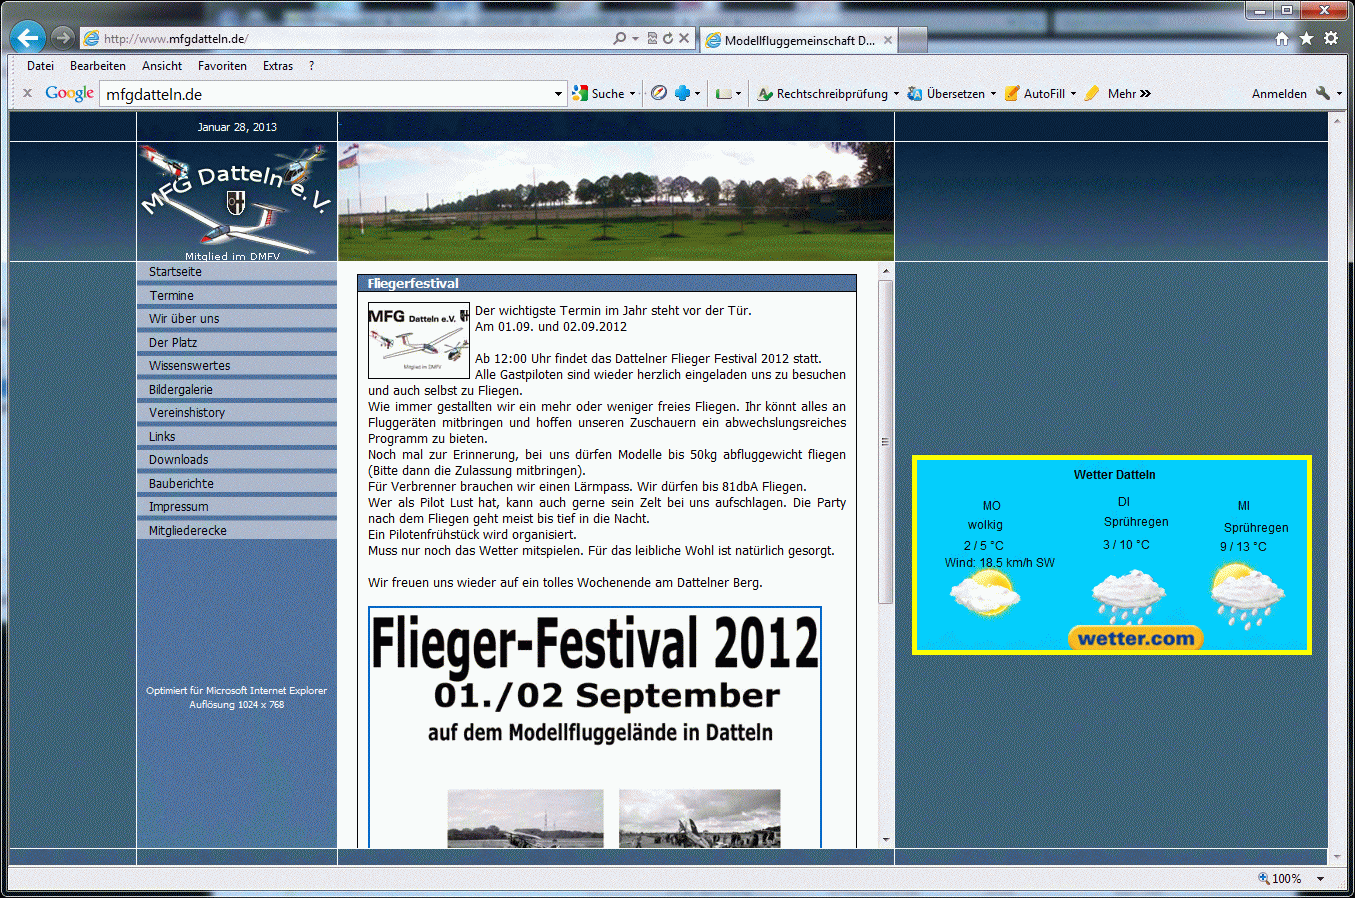 http://www.mfgdatteln.de/
Modellfluggemeinschaft D...
Datei Bearbeiten Ansicht Favoriten Extras ?
Google mfgdatteln.de Suche Rechtschreibprüfung Übersetzen AutoFill Mehr Anmelden
Januar 28, 2013
MFG Datteln e.V.
Mitglied im DMFV
Startseite
Termine
Wir über uns
Der Platz
Wissenswertes
Bildergalerie
Vereinshistory
Links
Downloads
Bauberichte
Impressum
Mitgliederecke
Optimiert für Microsoft Internet Explorer
Auflösung 1024 x 768
Fliegerfestival
MFG Datteln e.V.
Mitglied im DMFV
Der wichtigste Termin im Jahr steht vor der Tür.
Am 01.09. und 02.09.2012
Ab 12:00 Uhr findet das Dattelner Flieger Festival 2012 statt.
Alle Gastpiloten sind wieder herzlich eingeladen uns zu besuchen
und auch selbst zu Fliegen.
Wie immer gestallten wir ein mehr oder weniger freies Fliegen. Ihr könnt alles an
Fluggeräten mitbringen und hoffen unseren Zuschauern ein abwechslungsreiches
Programm zu bieten.
Noch mal zur Erinnerung, bei uns dürfen Modelle bis 50kg abfluggewicht fliegen
(Bitte dann die Zulassung mitbringen).
Für Verbrenner brauchen wir einen Lärmpass. Wir dürfen bis 81dbA Fliegen.
Wer als Pilot Lust hat, kann auch gerne sein Zelt bei uns aufschlagen. Die Party
nach dem Fliegen geht meist bis tief in die Nacht.
Ein Pilotenfrühstück wird organisiert.
Muss nur noch das Wetter mitspielen. Für das leibliche Wohl ist natürlich gesorgt.
Wir freuen uns wieder auf ein tolles Wochenende am Dattelner Berg.
Flieger-Festival 2012
01./02 September
auf dem Modellfluggelände in Datteln
Wetter Datteln
MO
wolkig
2 / 5 °C
Wind: 18.5 km/h SW
DI
Sprühregen
3 / 10 °C
MI
Sprühregen
9 / 13 °C
wetter.com
100%